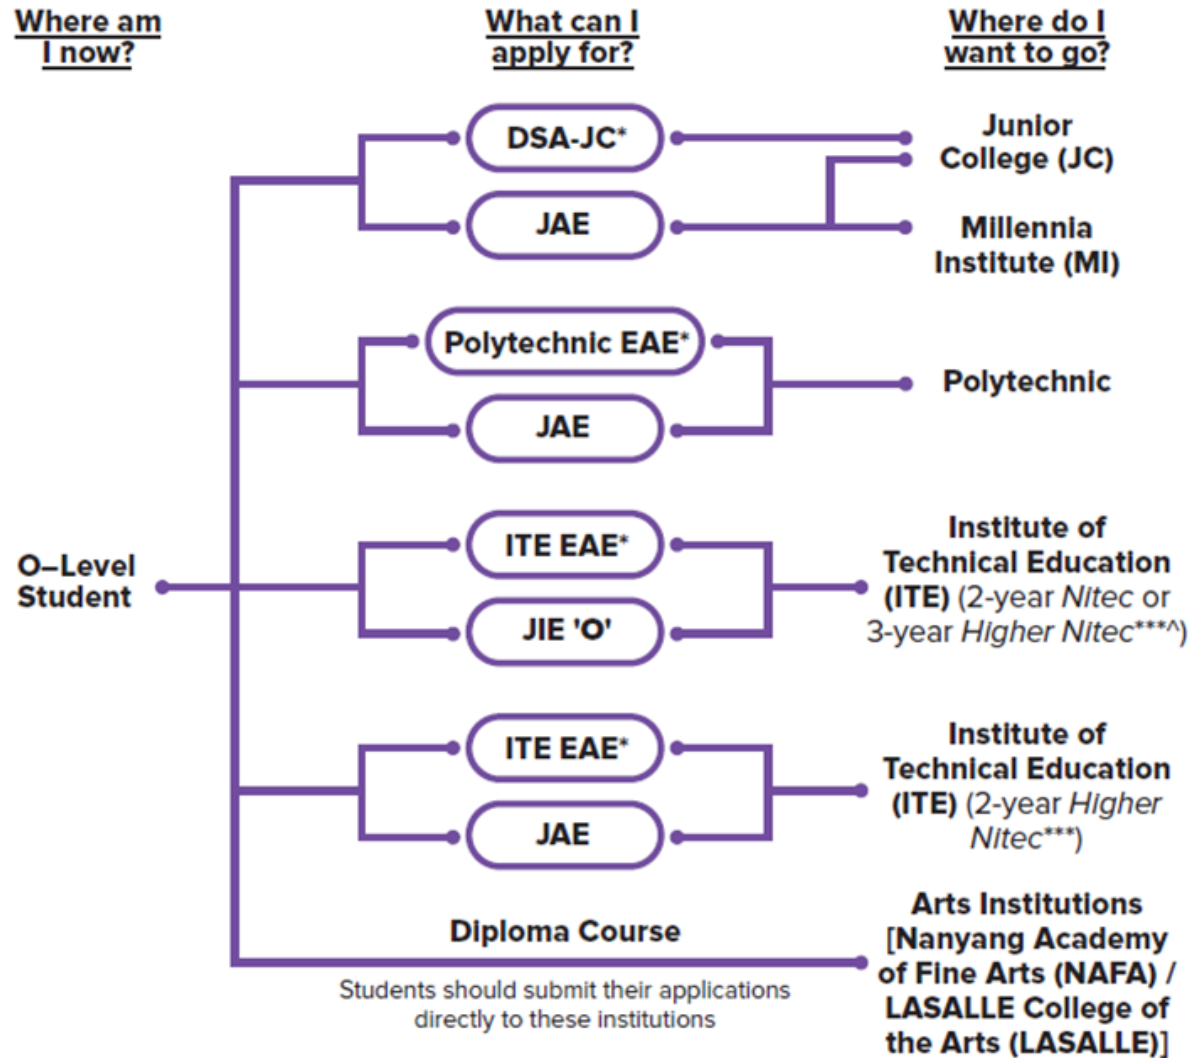 Where am
I now?
What can I
apply for?
Where do I
want to go?
DSA-JC*
Junior
College (JC)
JAE
Millennia
Institute (MI)
Polytechnic EAE*
Polytechnic
JAE
O–Level
Student
ITE EAE*
JIE 'O'
Institute of
Technical Education
(ITE) (2-year Nitec or
3-year Higher Nitec***^)
ITE EAE*
JAE
Institute of
Technical Education
(ITE) (2-year Higher
Nitec***)
Diploma Course
Students should submit their applications
directly to these institutions
Arts Institutions
[Nanyang Academy
of Fine Arts (NAFA) /
LASALLE College of
the Arts (LASALLE)]